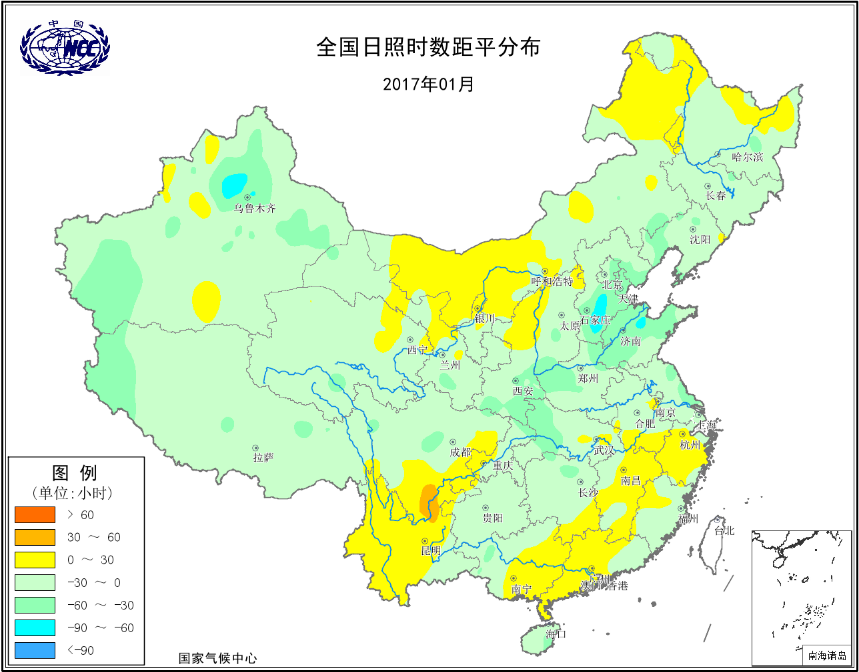 中国
NCC
全国日照时数距平分布
2017年01月
哈尔滨
长春
乌鲁木齐
沈阳
呼和浩特
北京
天津
银川
太原
石家庄
济南
西宁
兰州
郑州
西安
南京
合肥
上海
成都
武汉
杭州
拉萨
重庆
南昌
长沙
贵阳
福州
台北
昆明
广州
南宁
澳门
香港
海口
图 例
(单位:小时)
> 60
30 ~ 60
0 ~ 30
-30 ~ 0
-60 ~ -30
-90 ~ -60
<-90
国家气候中心
南海诸岛